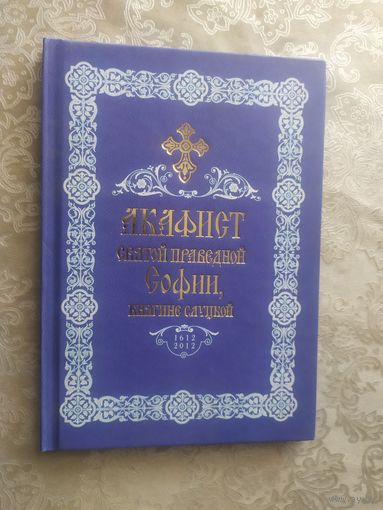 АКАФИСТ
СВЯТОЙ ПРАВЕДНОЙ
Софии,
КНЯГИНЕ СЛУЦКОЙ
1612
2012